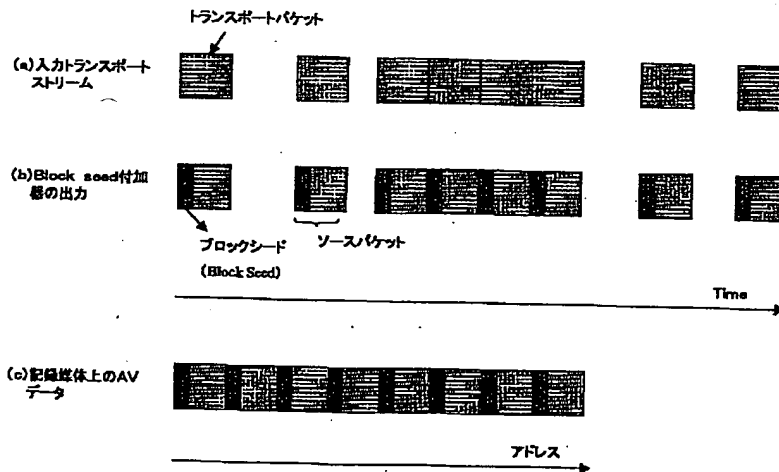 トランスポートパケット
(a)入力トランスポート
ストリーム
(b)Block seed付加
器の出力
ブロックシード
(Block Seed)
ソースパケット
Time
(c)記録媒体上のAV
データ
アドレス